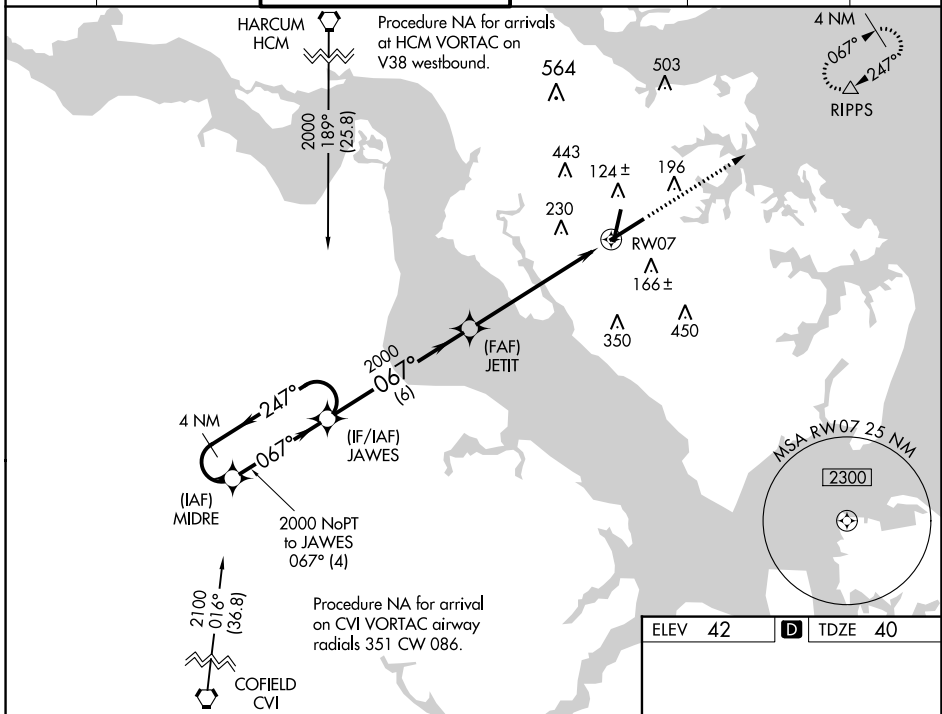 HARCUM
HCM
Procedure NA for arrivals
at HCM VORTAC on
V38 westbound.
4 NM
067°
247°
RIPPS
564
503
2000
189°
(25.8)
443
124 ±
196
230
RW07
166 ±
350
450
(FAF)
JETIT
2000
067°
(6)
4 NM
247°
067°
(IF/IAF)
JAWES
(IAF)
MIDRE
2000 NoPT
to JAWES
067° (4)
MSA RW07 25 NM
2300
2100
016°
(36.8)
Procedure NA for arrival
on CVI VORTAC airway
radials 351 CW 086.
COFIELD
CVI
ELEV 42 D TDZE 40